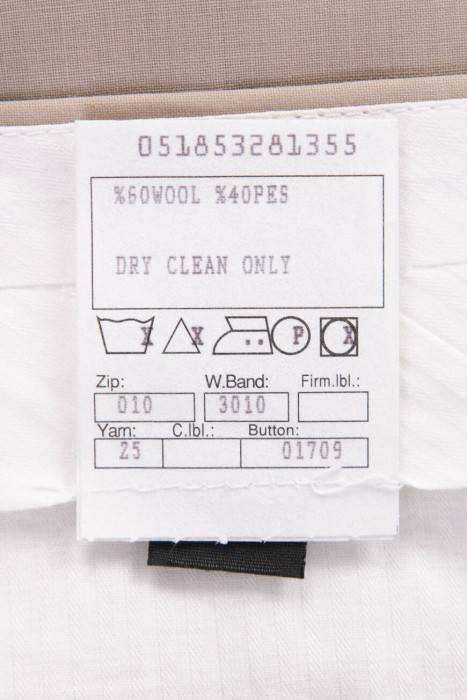 051853281355
%60WOOL %40PES
DRY CLEAN ONLY
X X P X
Zip: W.Band: Firm.lbl.:
010 3010
Yarn: C.lbl.: Button:
25 01709